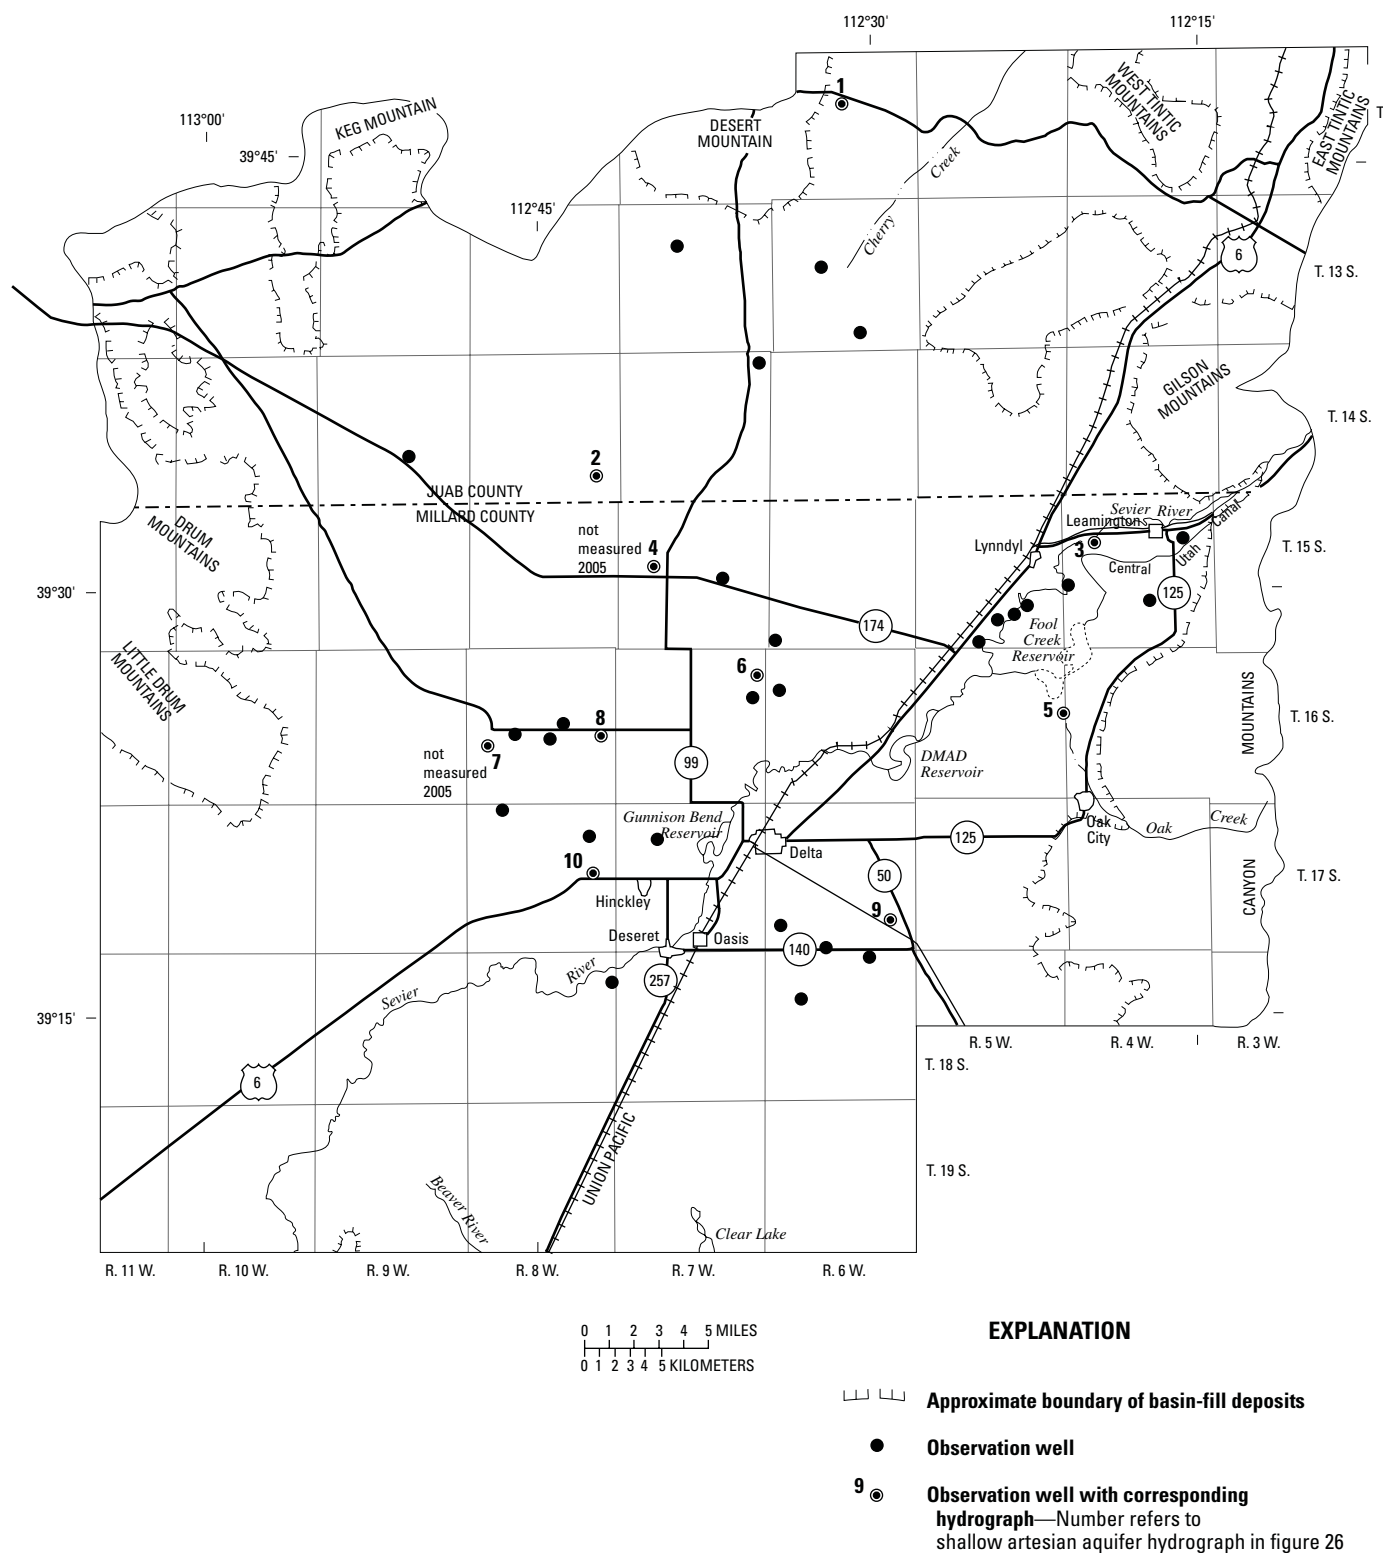 112°30'
112°15'
113°00'
39°45'
KEG MOUNTAIN
DESERT
MOUNTAIN
1
WEST TINTIC
MOUNTAINS
EAST TINTIC
MOUNTAINS
T
112°45'
Cherry
Creek
6
T. 13 S.
GILSON
MOUNTAINS
T. 14 S.
2
JUAB COUNTY
MILLARD COUNTY
DRUM
MOUNTAINS
not
measured
2005
4
Sevier River
Leamington
Canal
Lynndyl
3
Central
Utah
T. 15 S.
39°30'
125
174
Fool
Creek
Reservoir
LITTLE DRUM
MOUNTAINS
6
5
MOUNTAINS
T. 16 S.
8
7
not
measured
2005
99
DMAD
Reservoir
Gunnison Bend
Reservoir
Delta
125
Oak
City
Oak
Creek
10
50
CANYON
T. 17 S.
Hinckley
9
Deseret
Oasis
140
River
Sevier
257
39°15'
R. 5 W.
R. 4 W.
R. 3 W.
T. 18 S.
6
UNION PACIFIC
T. 19 S.
Beaver River
Clear Lake
R. 11 W.
R. 10 W.
R. 9 W.
R. 8 W.
R. 7 W.
R. 6 W.
0 1 2 3 4 5 MILES
0 1 2 3 4 5 KILOMETERS
EXPLANATION
Approximate boundary of basin-fill deposits
Observation well
9
Observation well with corresponding
hydrograph—Number refers to
shallow artesian aquifer hydrograph in figure 26